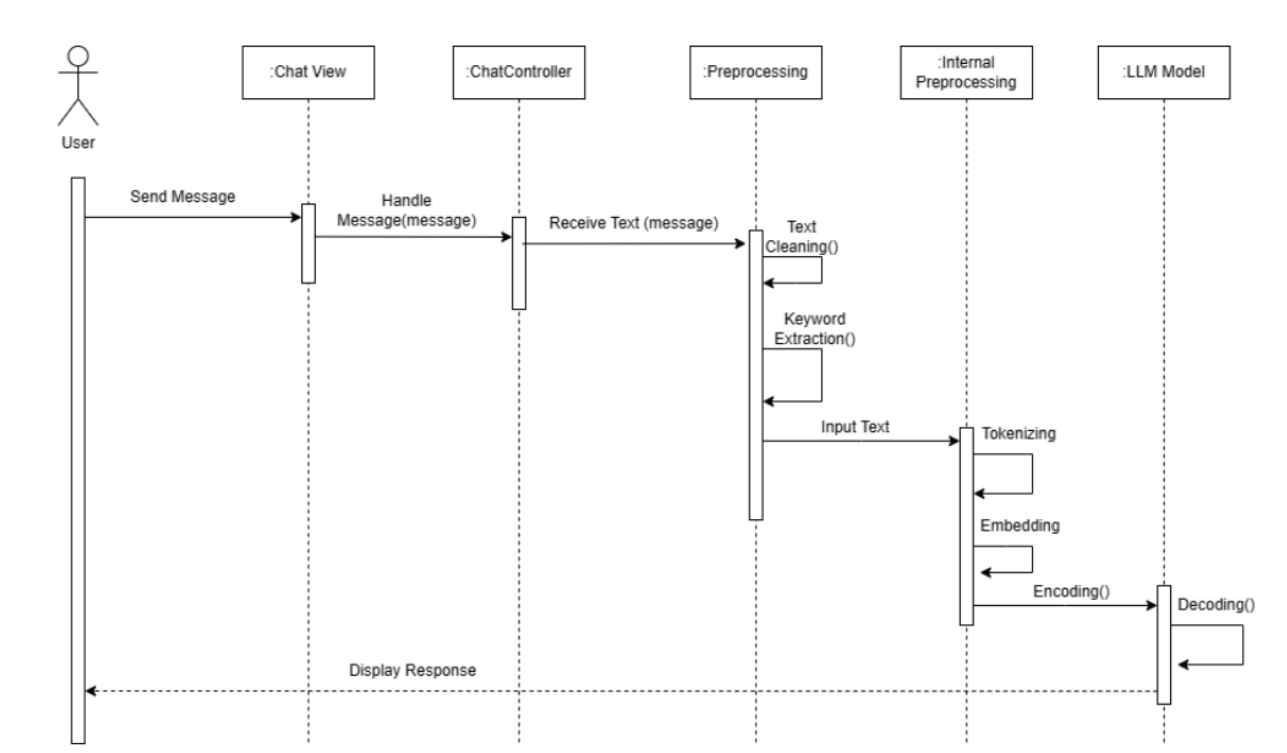 :Chat View
:ChatController
:Preprocessing
:Internal
Preprocessing
:LLM Model
User
Send Message
Handle
Message(message)
Receive Text (message)
Text
Cleaning()
Keyword
Extraction()
Input Text
Tokenizing
Embedding
Encoding()
Decoding()
Display Response